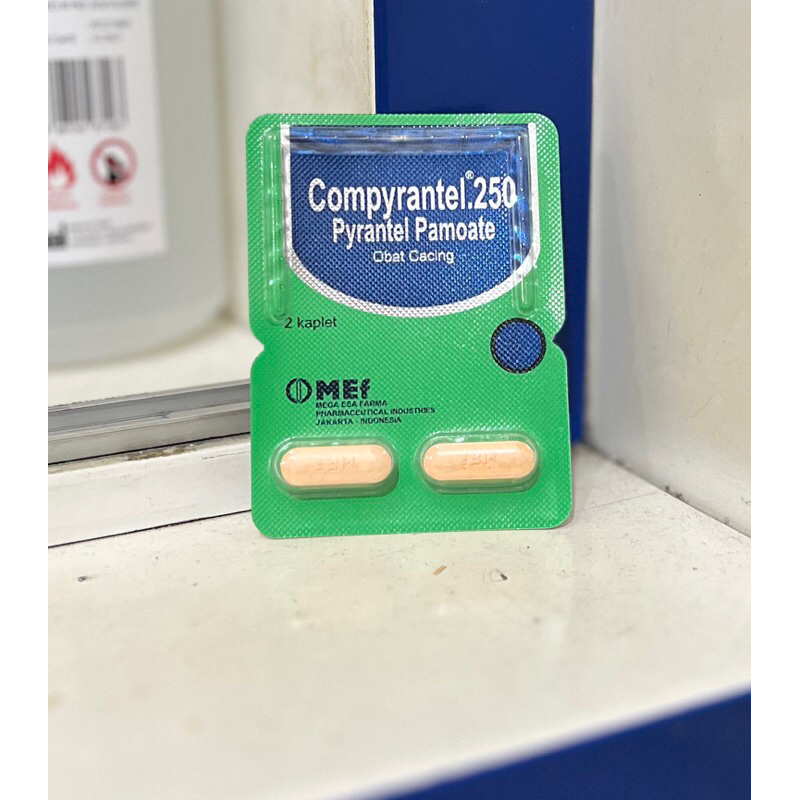 Compyrantel®.250
Pyrantel Pamoate
Obat Cacing
2 kaplet
MEf
MEGA ESA FARMA
PHARMACEUTICAL INDUSTRIES
JAKARTA - INDONESIA